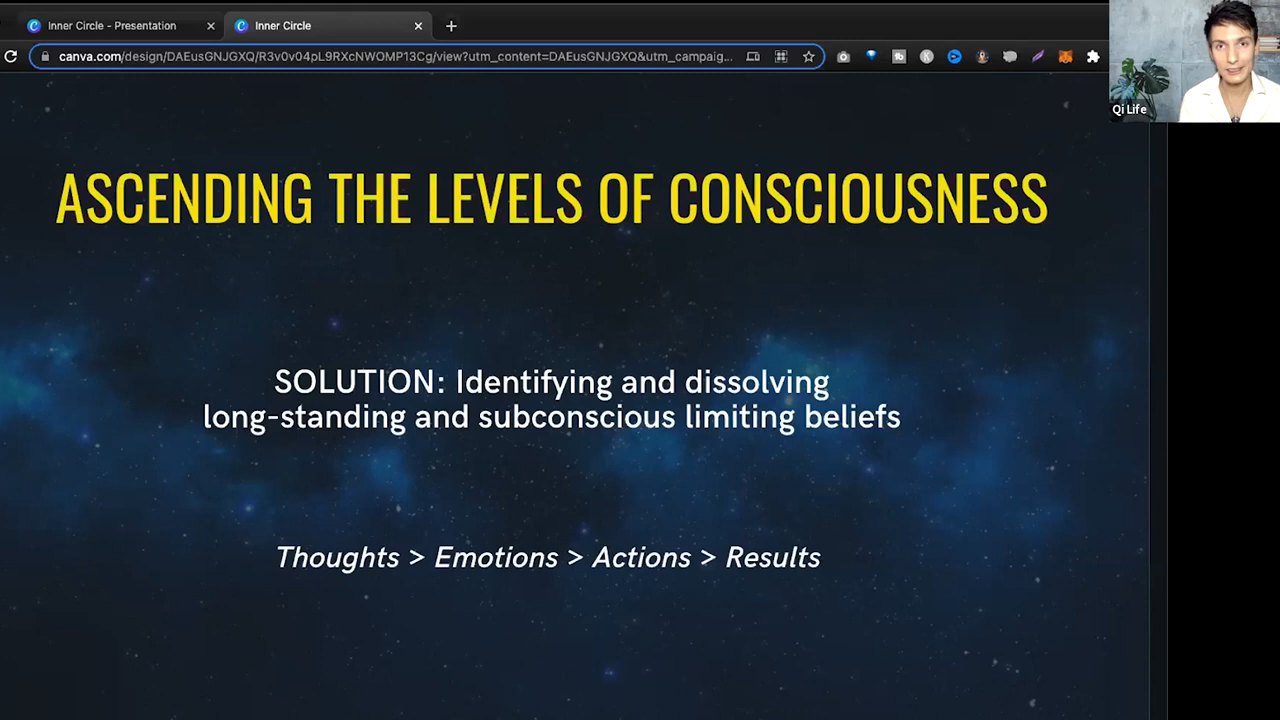 Inner Circle - Presentation
Inner Circle
canva.com/design/DAEusGNJGXQ/R3v0v04pL9RXcNWOMP13Cg/view?utm_content=DAEusGNJGXQ&utm_campaig...
Qi Life
ASCENDING THE LEVELS OF CONSCIOUSNESS
SOLUTION: Identifying and dissolving
long-standing and subconscious limiting beliefs
Thoughts > Emotions > Actions > Results